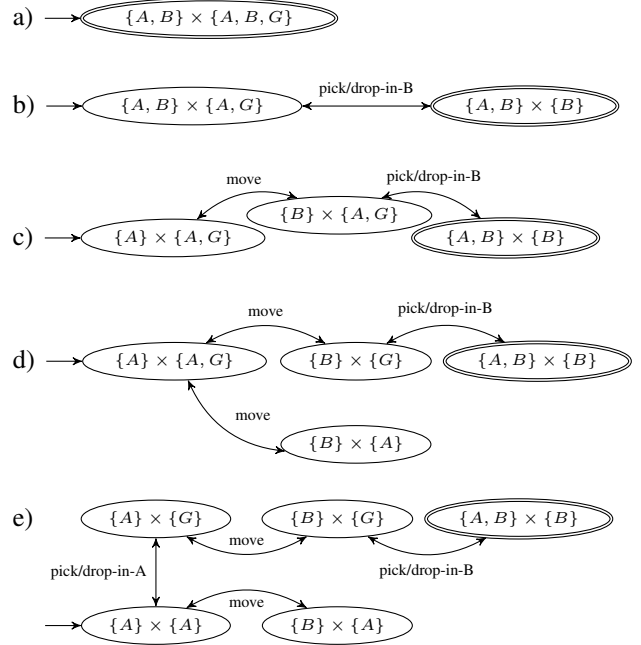 a) {A, B} × {A, B, G}
b) {A, B} × {A, G} pick/drop-in-B {A, B} × {B}
move pick/drop-in-B
{B} × {A, G}
c) {A} × {A, G} {A, B} × {B}
move pick/drop-in-B
d) {A} × {A, G} {B} × {G} {A, B} × {B}
move
{B} × {A}
e) {A} × {G} {B} × {G} {A, B} × {B}
move
pick/drop-in-A pick/drop-in-B
move
{A} × {A} {B} × {A}